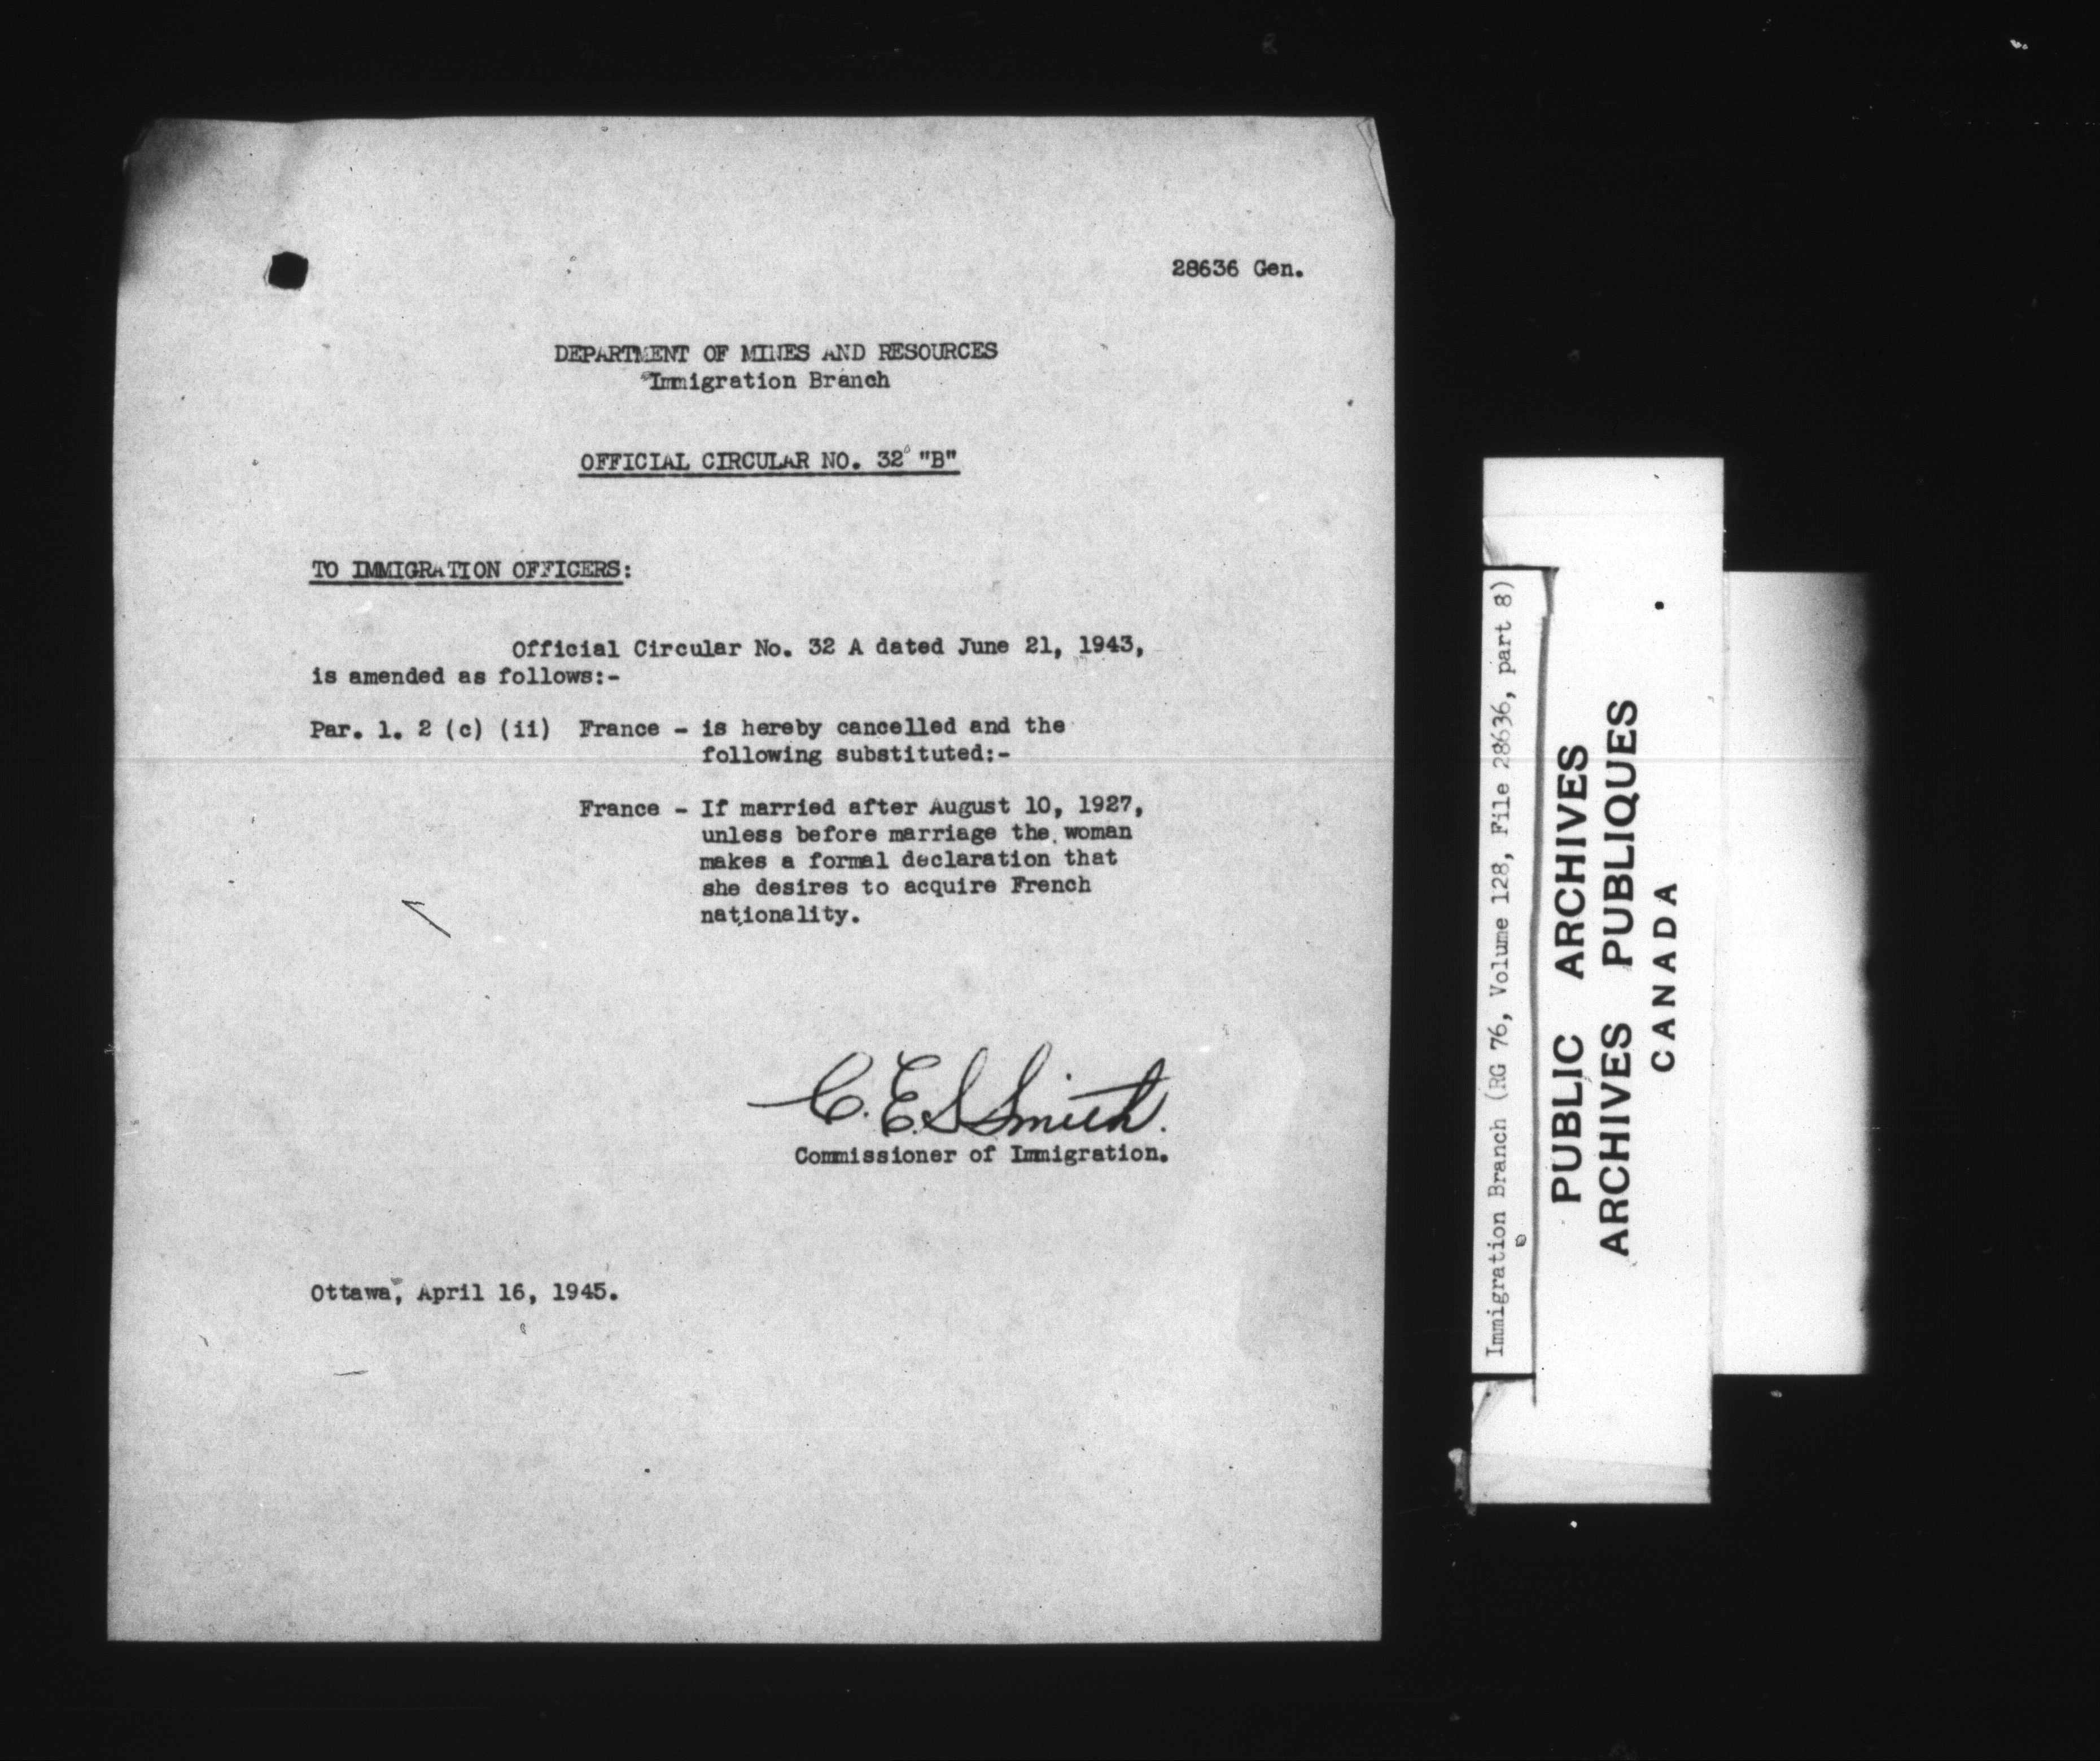 28636 Gen.
DEPARTMENT OF MINES AND RESOURCES
Immigration Branch
OFFICIAL CIRCULAR NO. 32 "B"
TO IMMIGRATION OFFICERS:
Official Circular No. 32 A dated June 21, 1943,
is amended as follows:-
Par. 1. 2 (c) (ii) France - is hereby cancelled and the
following substituted:-
France - If married after August 10, 1927,
unless before marriage the woman
makes a formal declaration that
she desires to acquire French
nationality.
C. E. S Smith.
Commissioner of Immigration.
Ottawa, April 16, 1945.
Immigration Branch (RG 76, Volume 128, File 28636, part 8)
PUBLIC ARCHIVES
ARCHIVES PUBLIQUES
CANADA